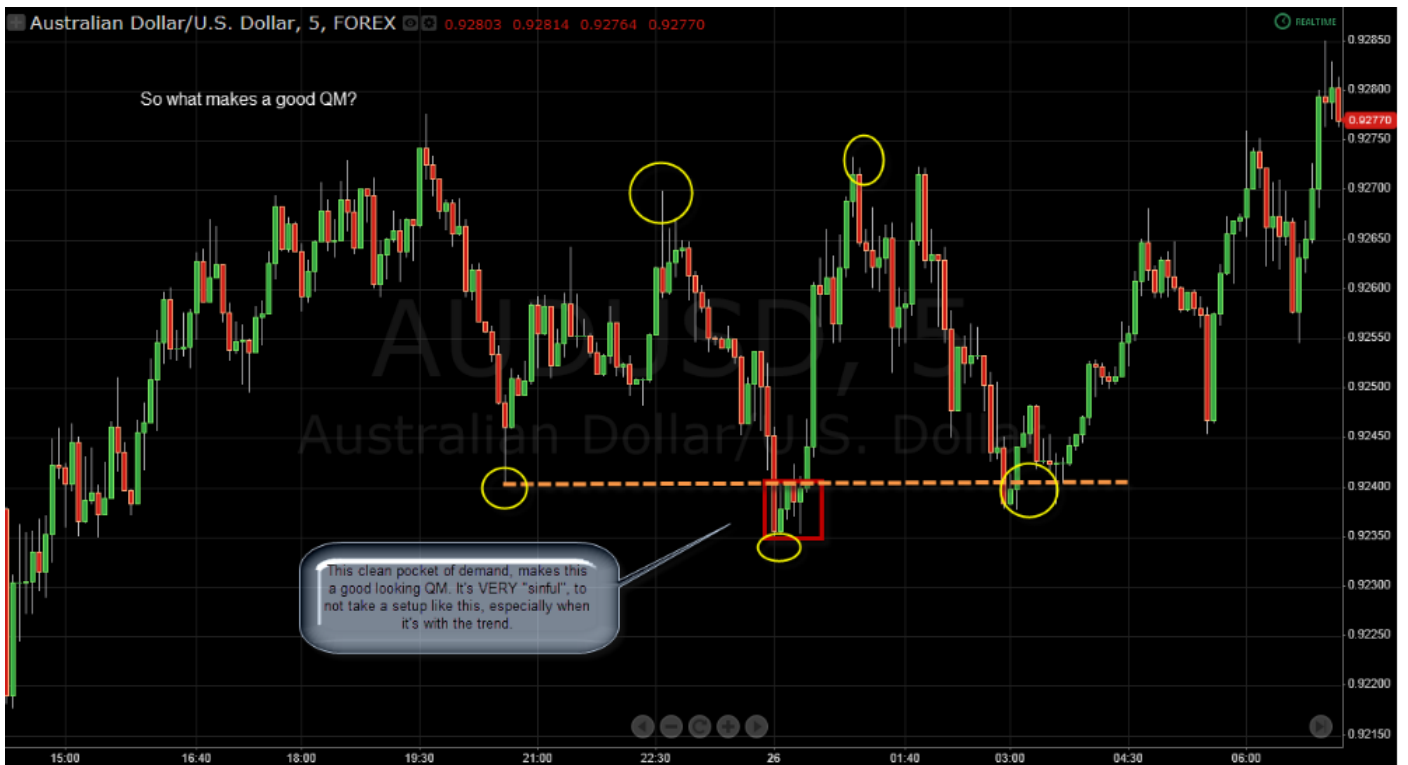 Australian Dollar/U.S. Dollar, 5, FOREX 0.92803 0.92814 0.92764 0.92770
REALTIME
So what makes a good QM?
AUDUSD, 5
Australian Dollar/U.S. Dollar
This clean pocket of demand, makes this
a good looking QM. It's VERY "sinful", to
not take a setup like this, especially when
it's with the trend.
0.92850
0.92800
0.92770
0.92750
0.92700
0.92650
0.92600
0.92550
0.92500
0.92450
0.92400
0.92350
0.92300
0.92250
0.92200
0.92150
15:00 16:40 18:00 19:30 21:00 22:30 26 01:40 03:00 04:30 06:00